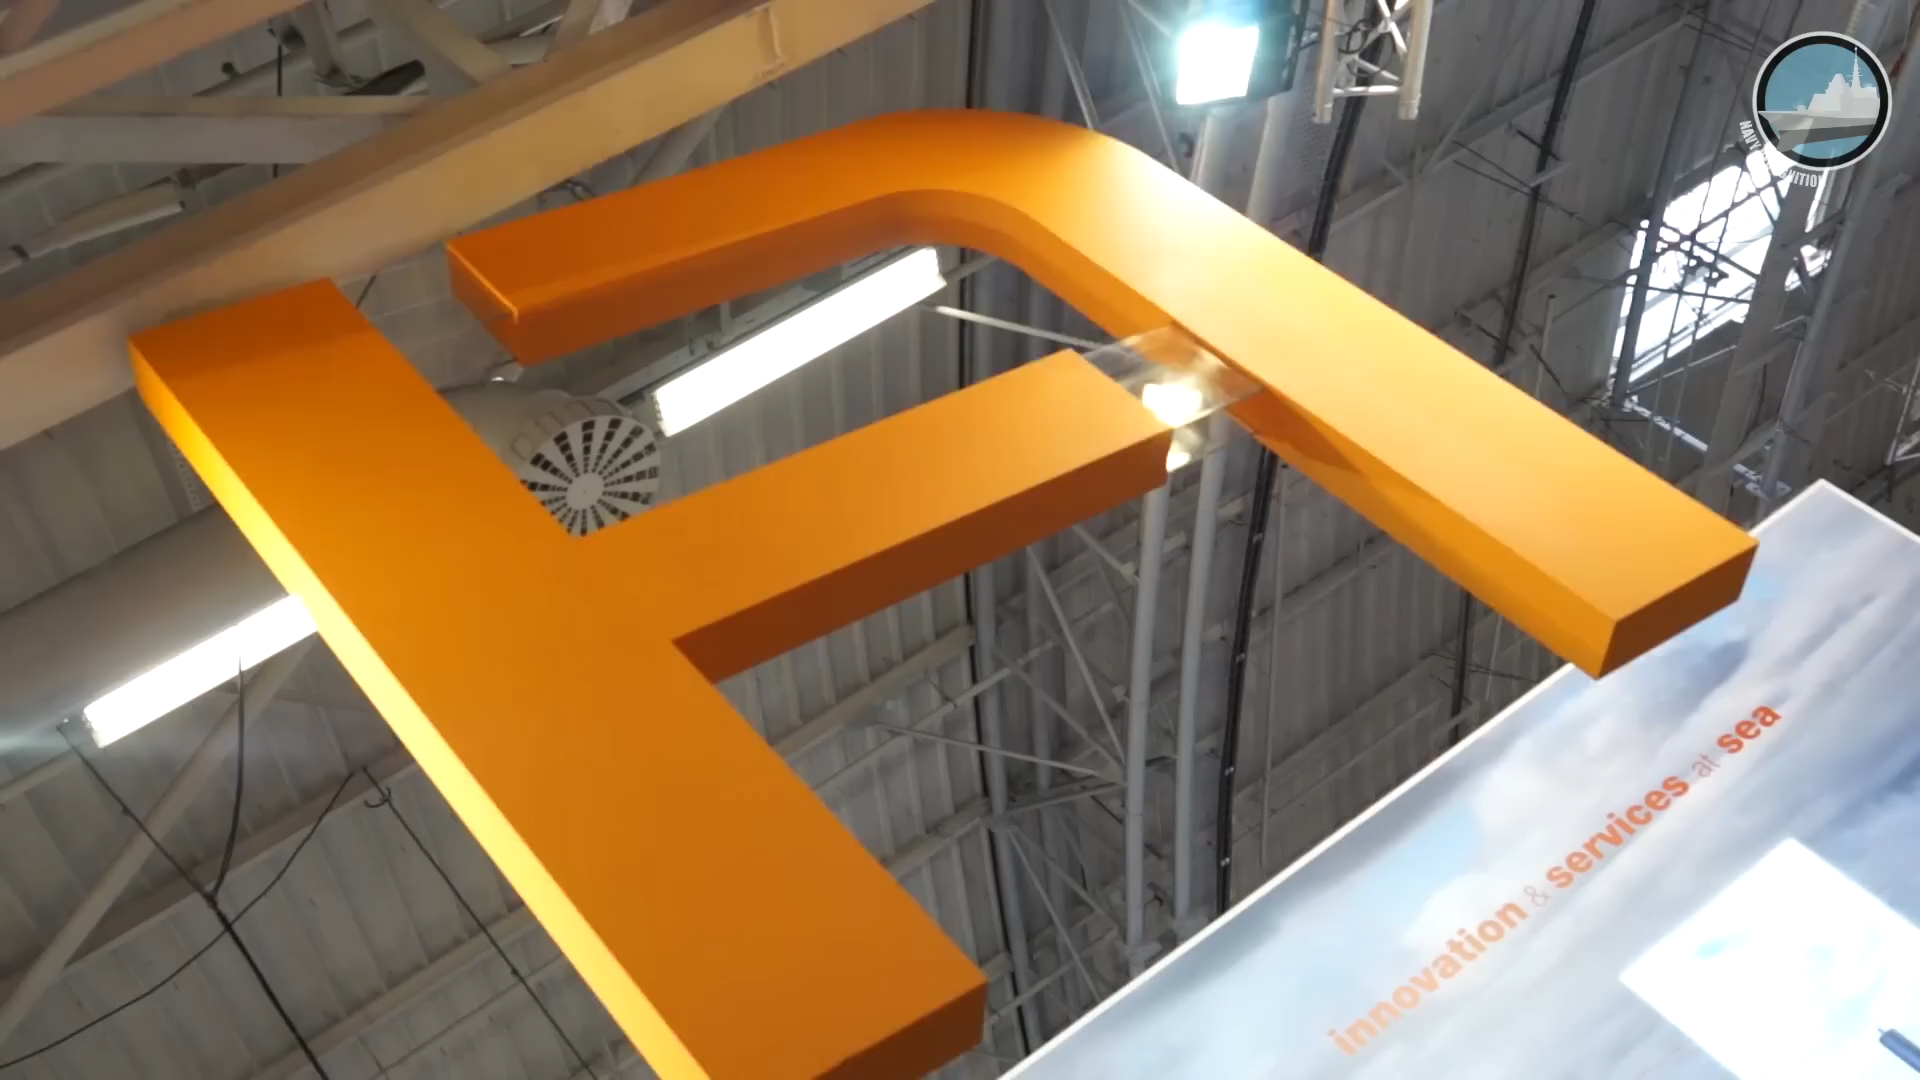 innovation & services at sea